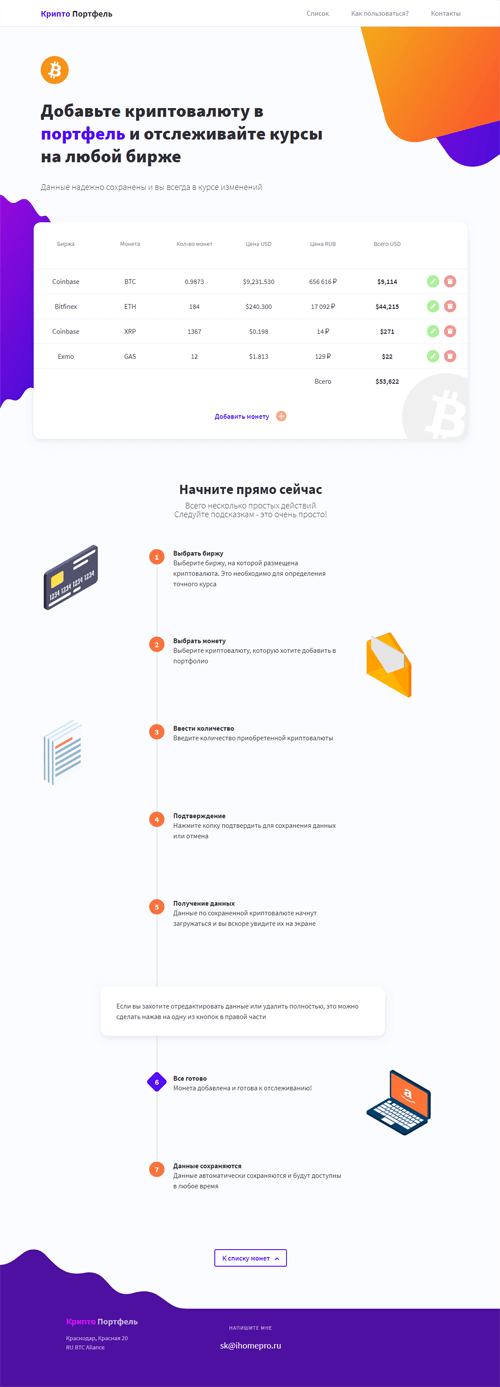 Крипто Портфель
Список Как пользоваться? Контакты
Добавьте криптовалюту в
портфель и отслеживайте курсы
на любой бирже
Данные надежно сохранены и вы всегда в курсе изменений
Биржа Монета Кол-во монет Цена USD Цена RUB Всего USD
Coinbase BTC 0.9873 $9,231.530 656 616 ₽ $9,114
Bitfinex ETH 184 $240.300 17 092 ₽ $44,215
Coinbase XRP 1367 $0.198 14 ₽ $271
Exmo GAS 12 $1.813 129 ₽ $22
Всего $53,622
Добавить монету
Начните прямо сейчас
Всего несколько простых действий
Следуйте подсказкам - это очень просто!
1 Выбрать биржу
Выберите биржу, на которой размещена
криптовалюта. Это необходимо для определения
точного курса
1234 1234 1234 1234
2 Выбрать монету
Выберите криптовалюту, которую хотите добавить в
портфолио
3 Ввести количество
Введите количество приобретенной криптовалюты
4 Подтверждение
Нажмите копку подтвердить для сохранения данных
или отмена
5 Получение данных
Данные по сохраненной криптовалюте начнут
загружаться и вы вскоре увидите их на экране
Если вы захотите отредактировать данные или удалить полностью, это можно
сделать нажав на одну из кнопок в правой части
6 Все готово
Монета добавлена и готова к отслеживанию!
7 Данные сохраняются
Данные автоматически сохраняются и будут доступны
в любое время
К списку монет
Крипто Портфель
Краснодар, Красная 20
RU BTC Aliance
НАПИШИТЕ МНЕ
sk@ihomepro.ru